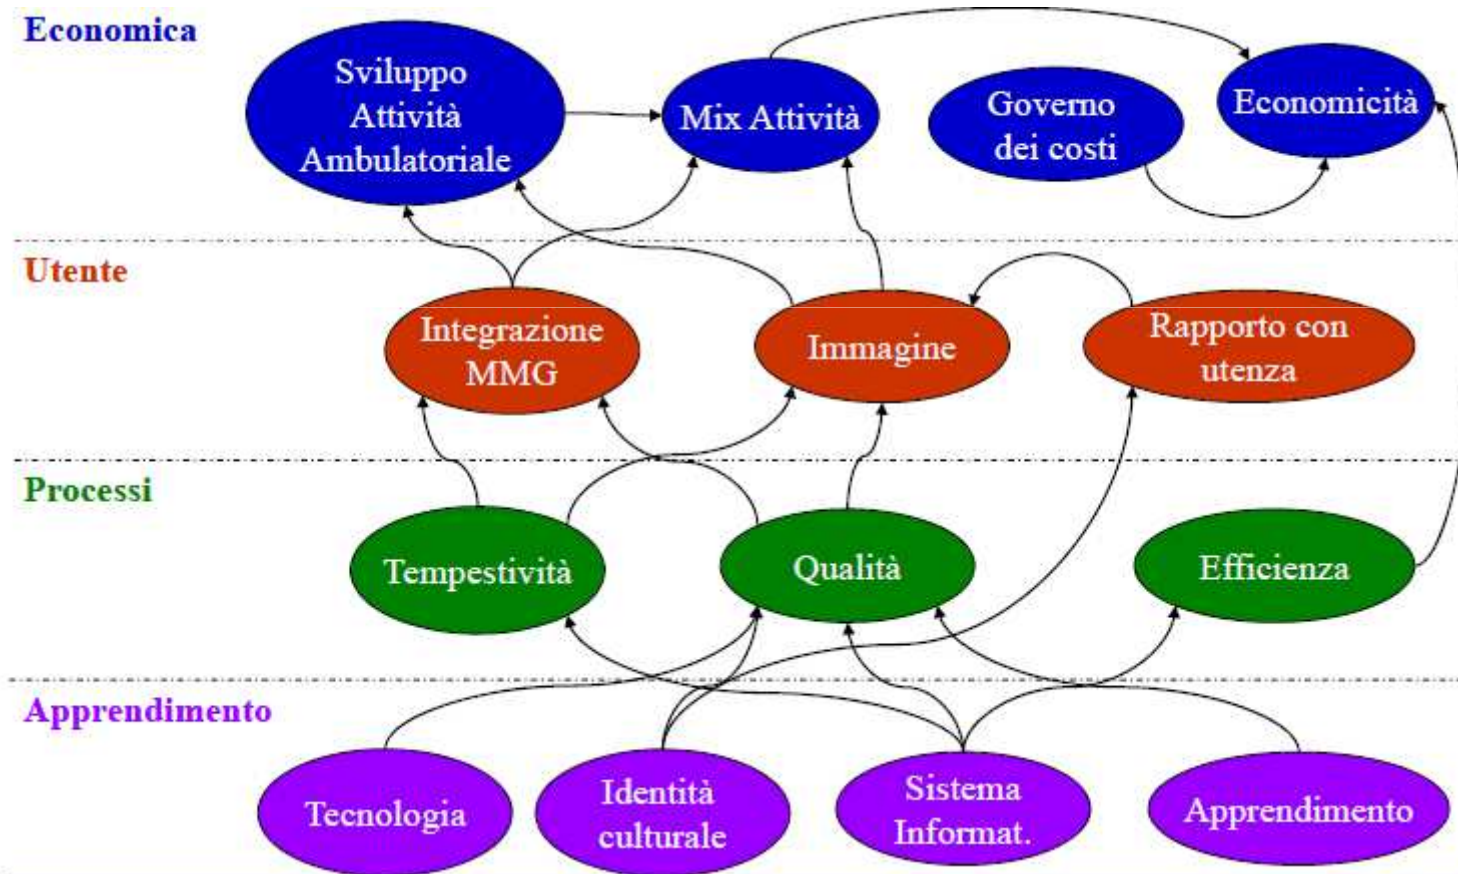 Economica
Sviluppo
Attività
Ambulatoriale
Mix Attività
Governo
dei costi
Economicità
Utente
Integrazione
MMG
Immagine
Rapporto con
utenza
Processi
Tempestività
Qualità
Efficienza
Apprendimento
Tecnologia
Identità
culturale
Sistema
Informat.
Apprendimento